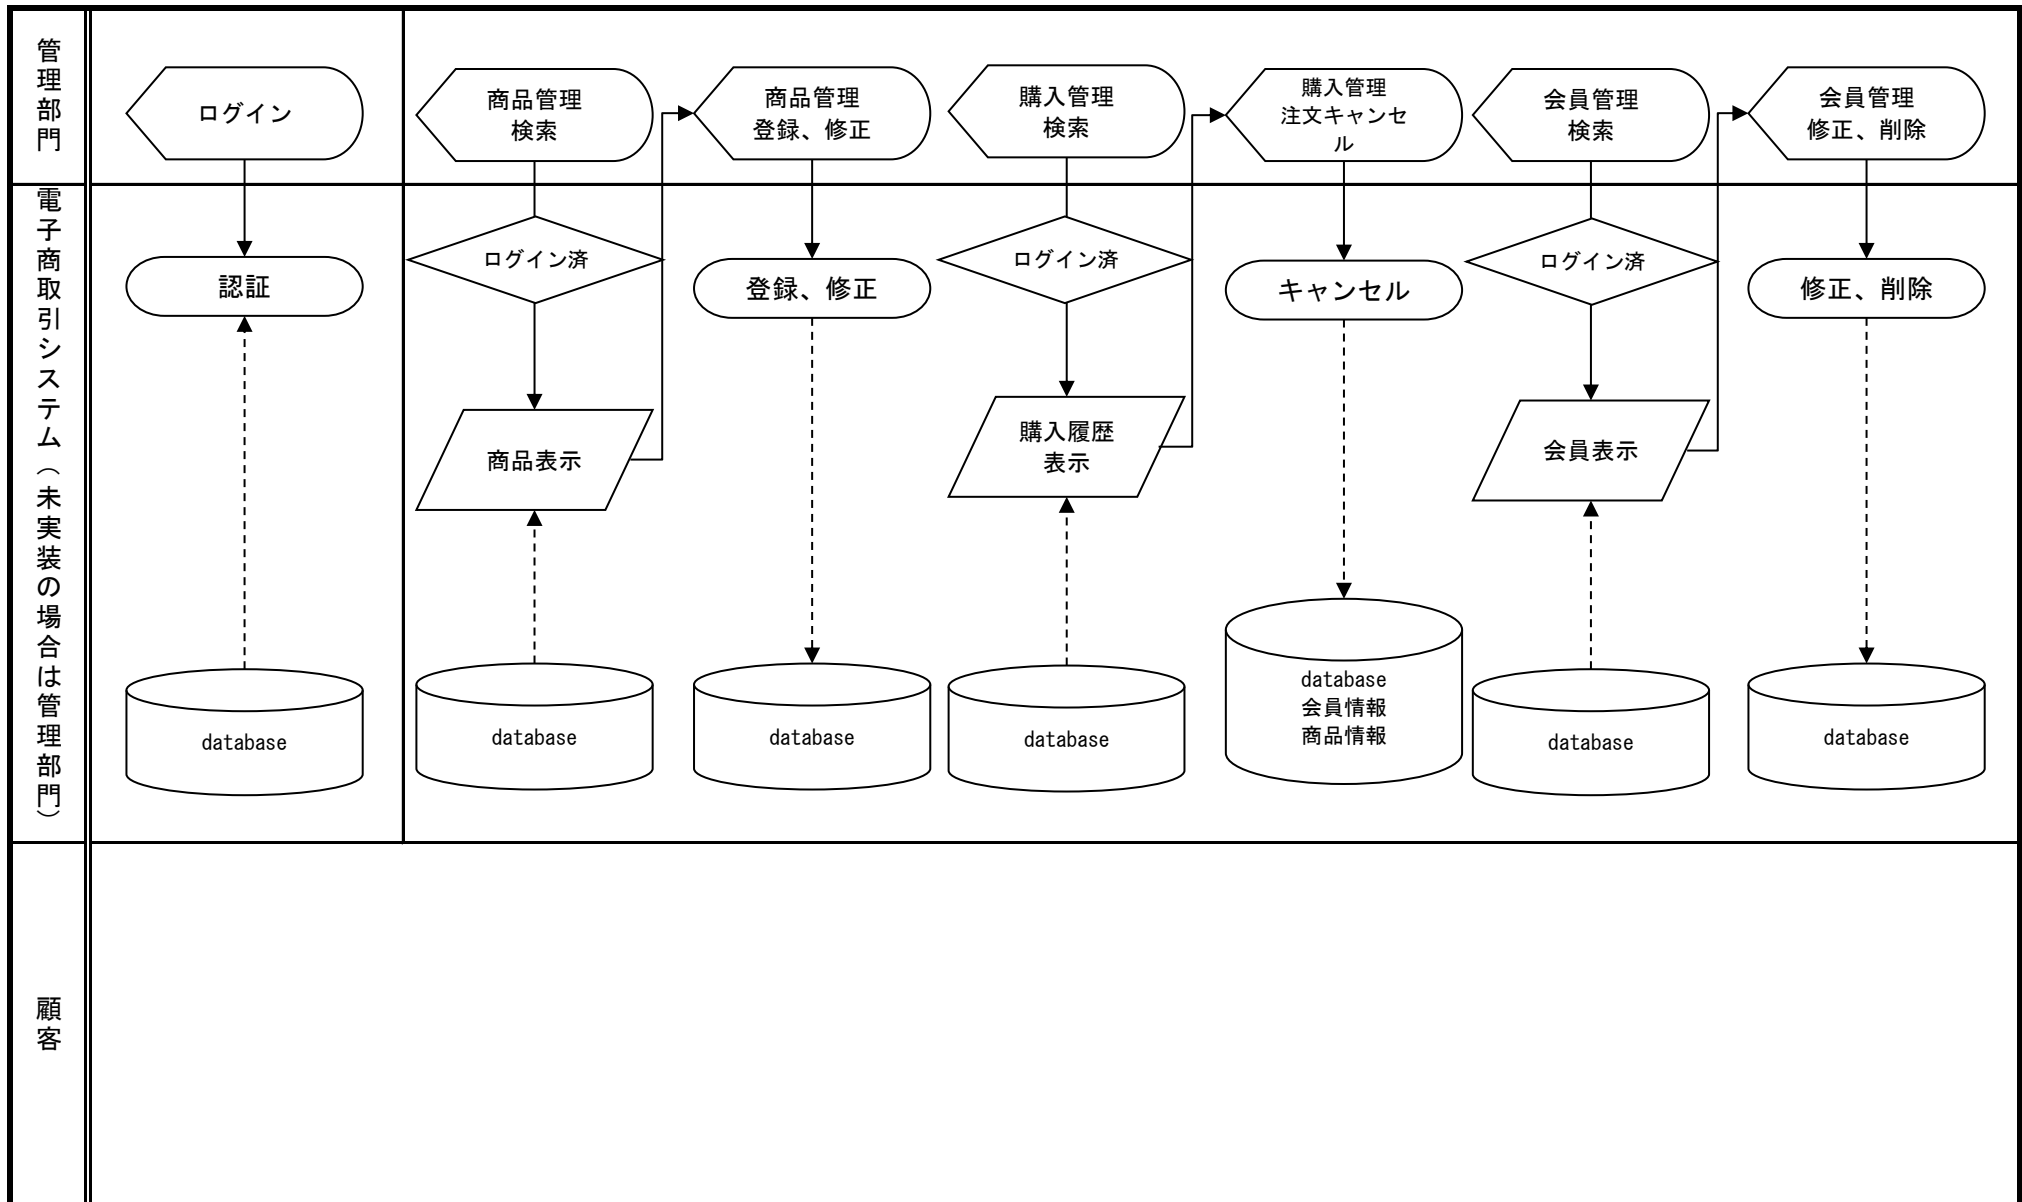 管理部門
ログイン
商品管理
検索
商品管理
登録、修正
購入管理
検索
購入管理
注文キャンセ
ル
会員管理
検索
会員管理
修正、削除
電子商取引システム（未実装の場合は管理部門）
認証
ログイン済
登録、修正
ログイン済
キャンセル
ログイン済
修正、削除
商品表示
購入履歴
表示
会員表示
database
database
database
database
database
会員情報
商品情報
database
database
顧客